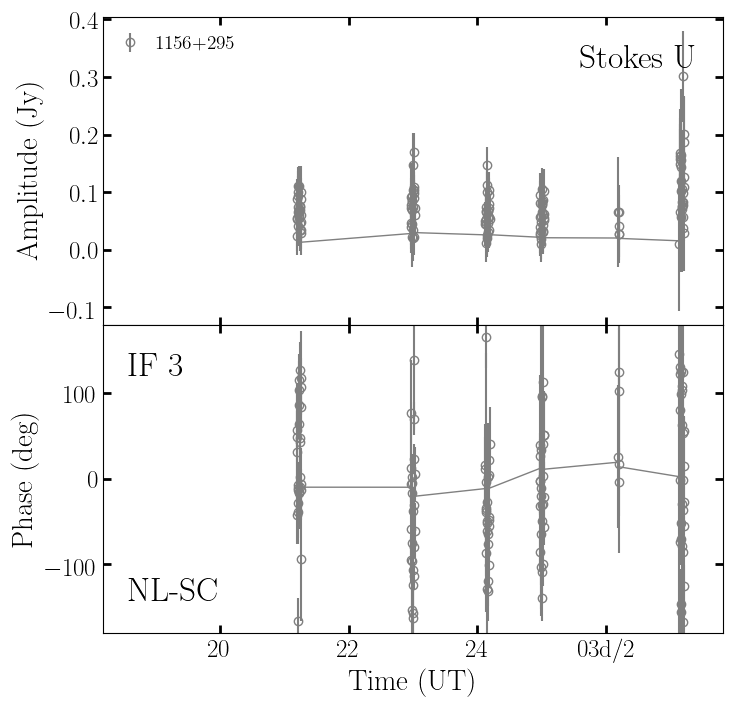 0.4
0.3
0.2
0.1
0.0
−0.1
Amplitude (Jy)
1156+295
Stokes U
100
0
−100
Phase (deg)
IF 3
NL-SC
20 22 24 03d/2
Time (UT)